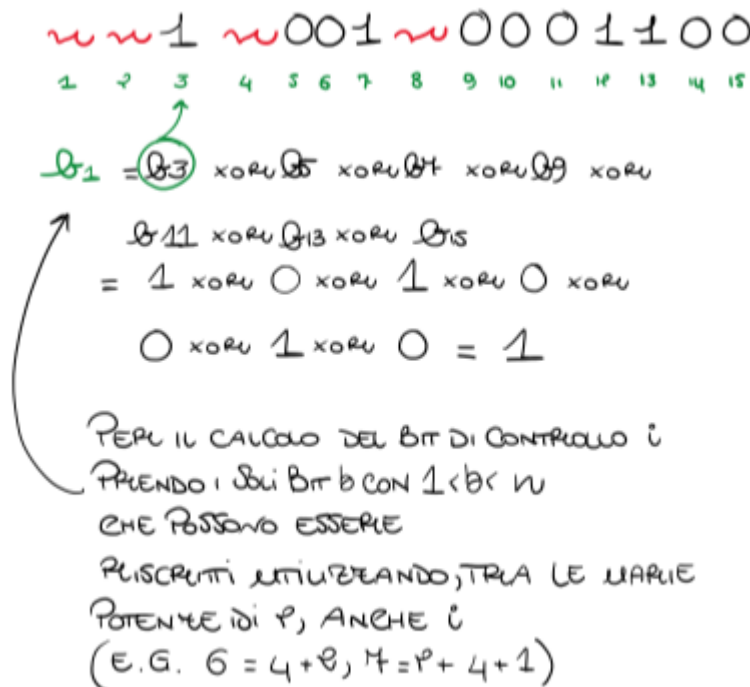 ~ ~ 1 ~ 0 0 1 ~ 0 0 0 1 1 0 0
1 2 3 4 5 6 7 8 9 10 11 12 13 14 15
b1 = b3 xor b5 xor b7 xor b9 xor
b11 xor b13 xor b15
= 1 xor 0 xor 1 xor 0 xor
0 xor 1 xor 0 = 1
PER IL CALCOLO DEL BIT DI CONTROLLO i
PRENDO I SOLI BIT b CON 1<b<n
CHE POSSONO ESSERE
RISCRITTI UTILIZZANDO, TRA LE VARIE
POTENZE DI 2, ANCHE i
(E.G. 6 = 4+2, 7=2+4+1)